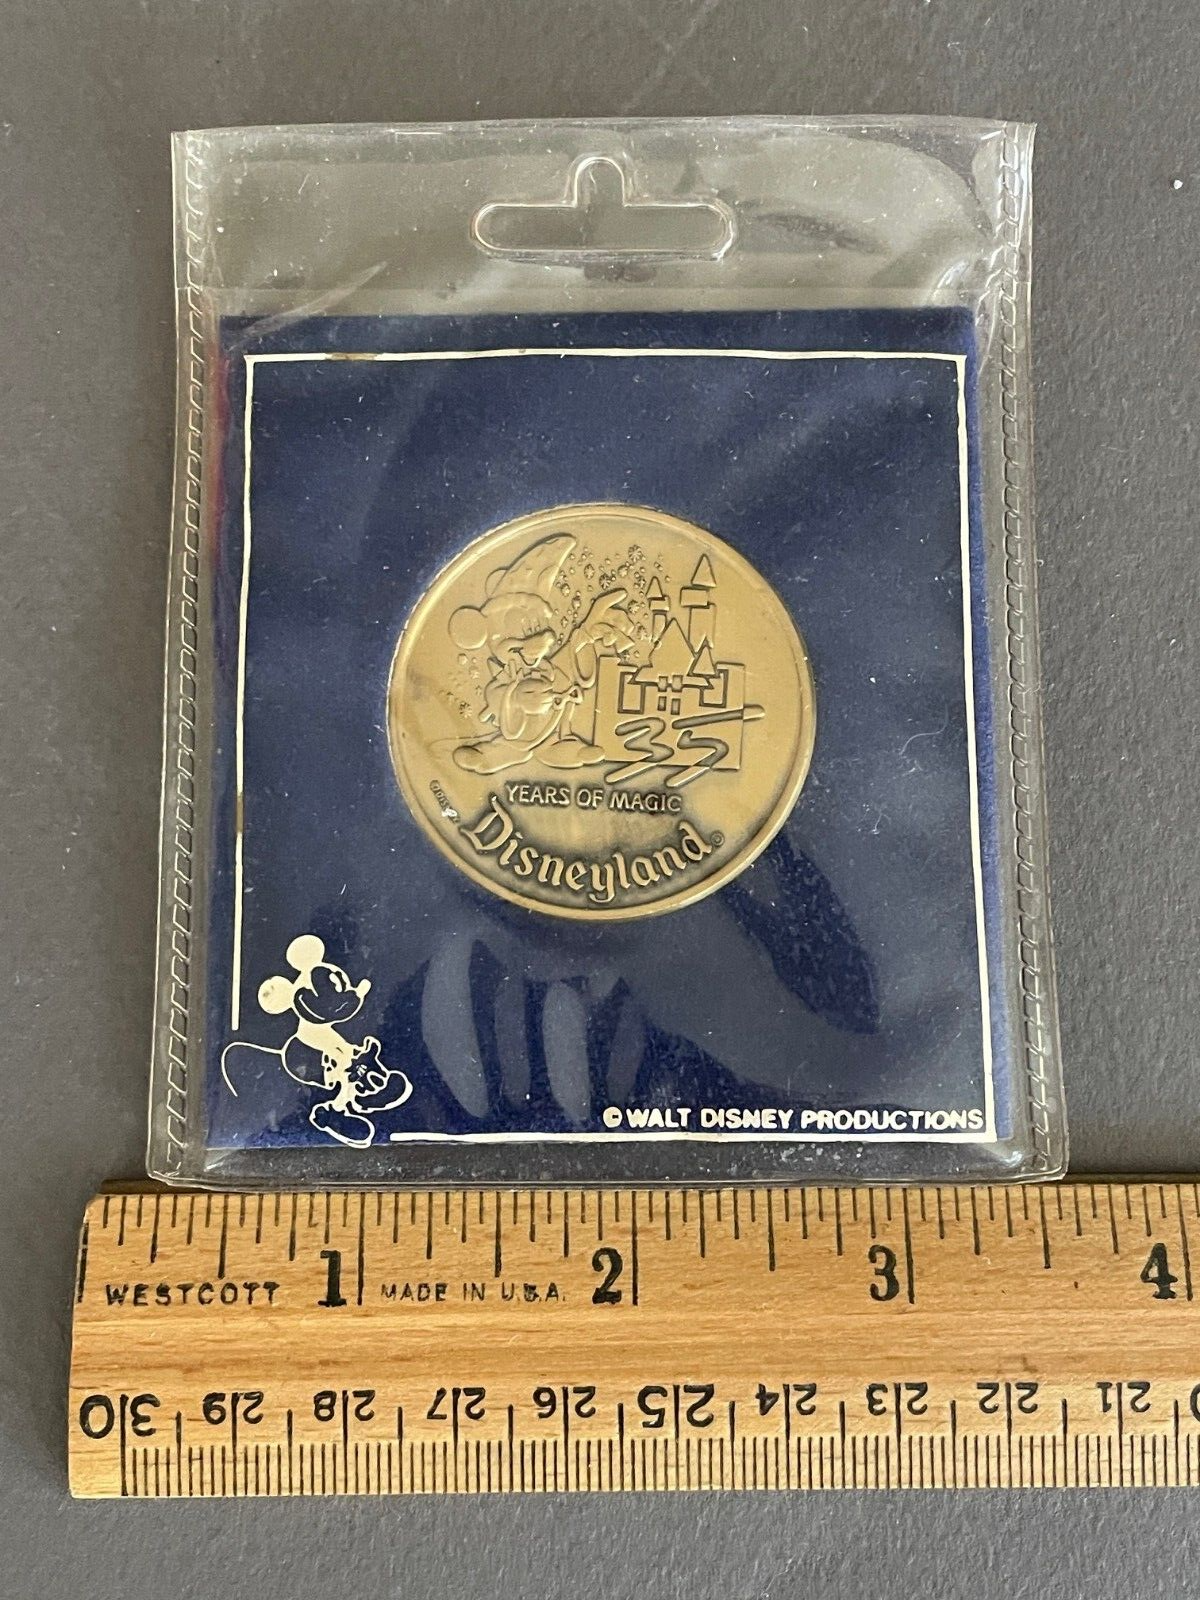 35
YEARS OF MAGIC
Disneyland®
© WALT DISNEY PRODUCTIONS
1 2 3 4
WESTCOTT MADE IN U.S.A.
30 29 28 27 26 25 24 23 22 21